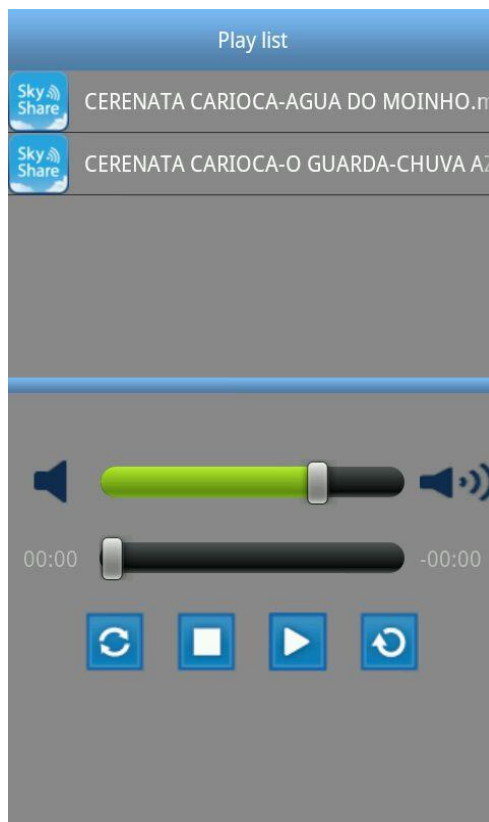 Play list
Sky
Share
CERENATA CARIOCA-AGUA DO MOINHO.m
Sky
Share
CERENATA CARIOCA-O GUARDA-CHUVA AZ
00:00
-00:00